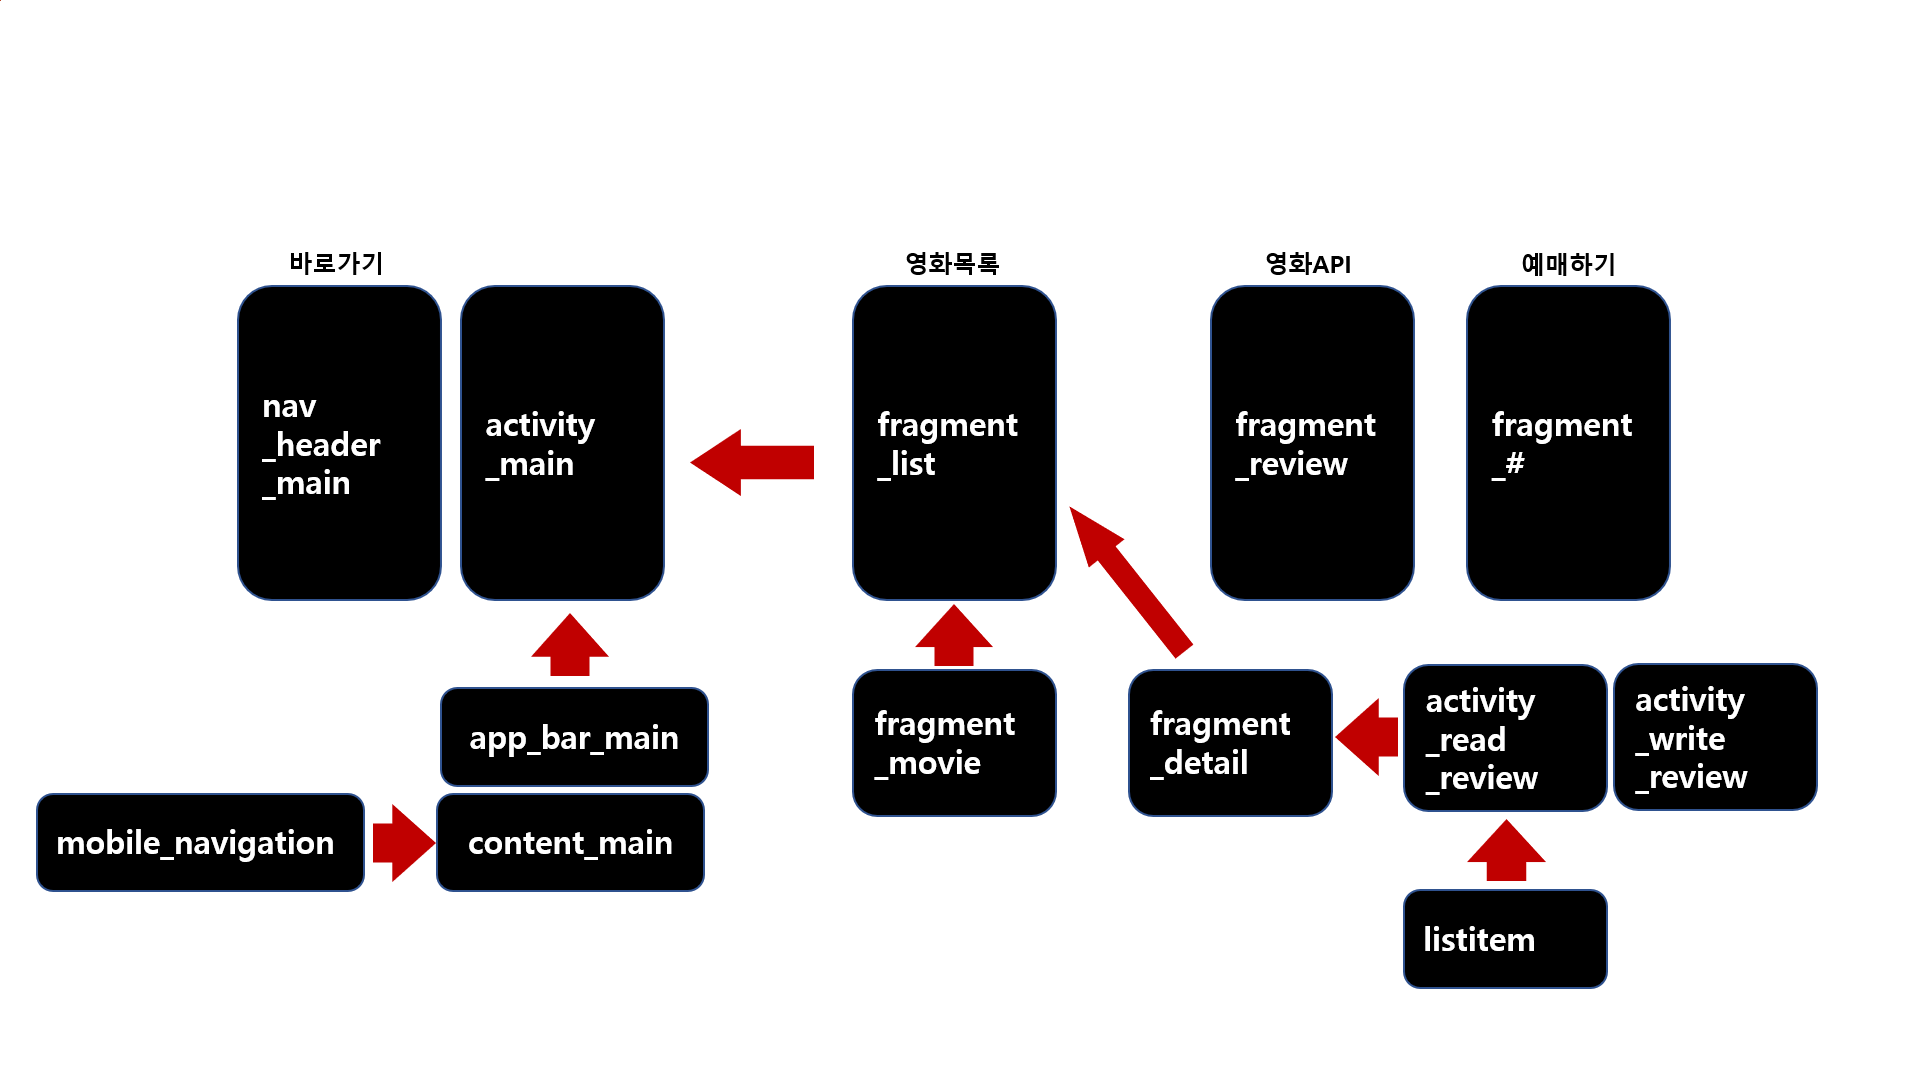 바로가기
영화목록
영화API
예매하기
nav
_header
_main
activity
_main
fragment
_list
fragment
_review
fragment
_#
app_bar_main
mobile_navigation
content_main
fragment
_movie
fragment
_detail
activity
_read
_review
activity
_write
_review
listitem